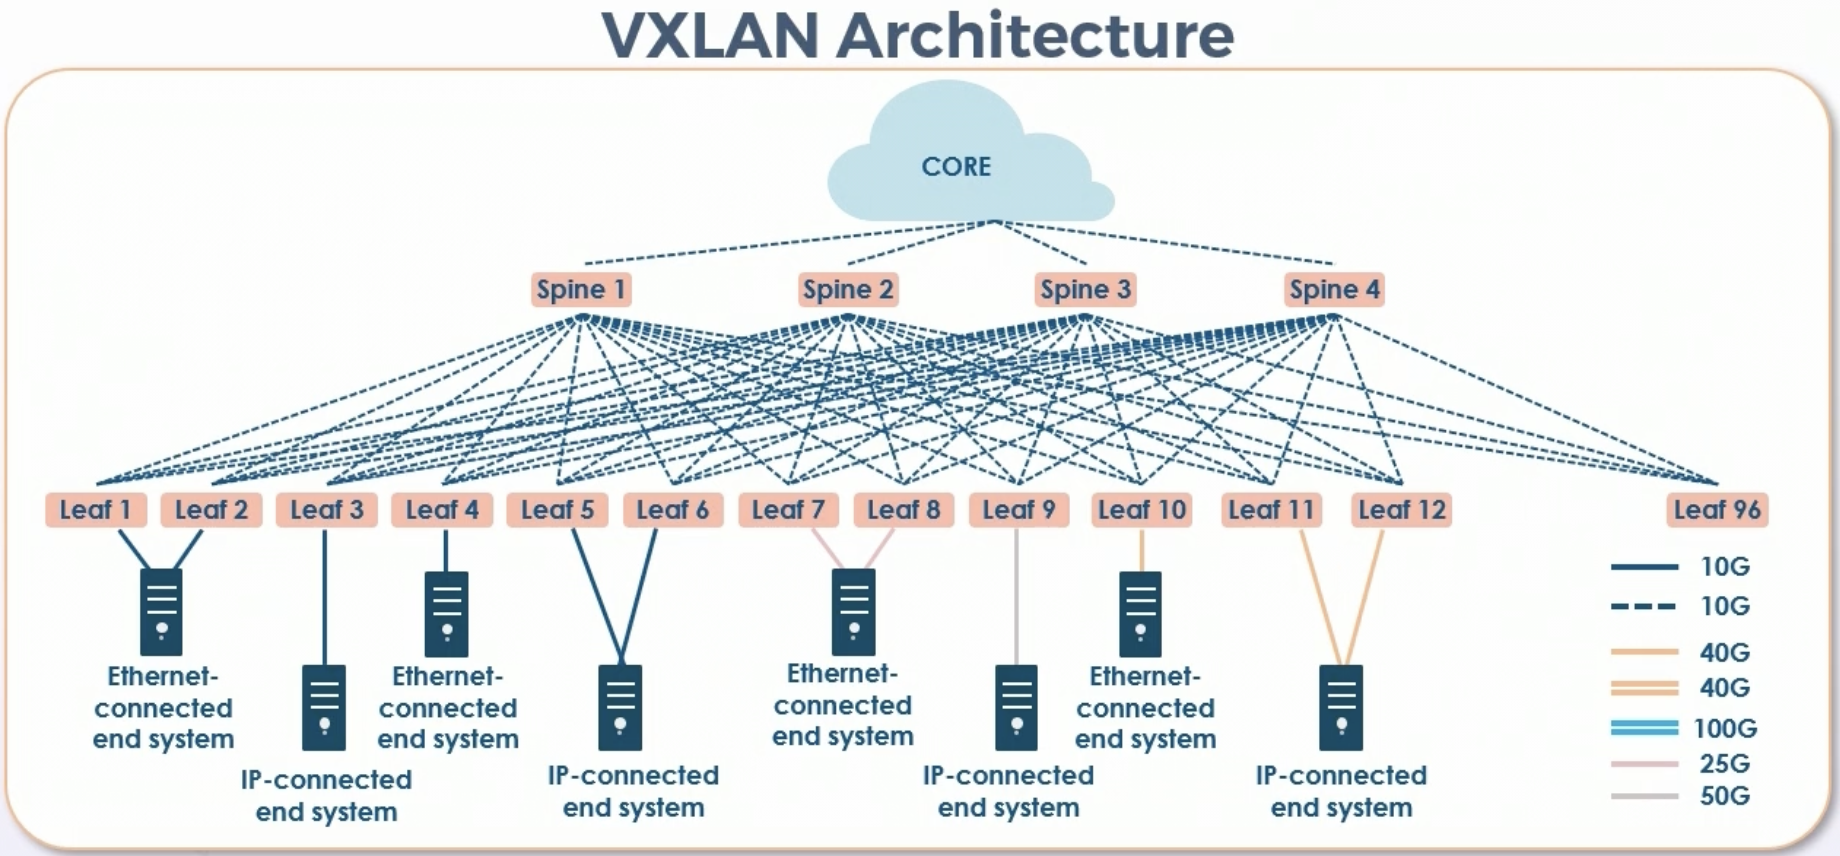 VXLAN Architecture
CORE
Spine 1
Spine 2
Spine 3
Spine 4
Leaf 1
Leaf 2
Leaf 3
Leaf 4
Leaf 5
Leaf 6
Leaf 7
Leaf 8
Leaf 9
Leaf 10
Leaf 11
Leaf 12
Leaf 96
Ethernet-
connected
end system
IP-connected
end system
Ethernet-
connected
end system
IP-connected
end system
Ethernet-
connected
end system
IP-connected
end system
Ethernet-
connected
end system
IP-connected
end system
10G
10G
40G
40G
100G
25G
50G